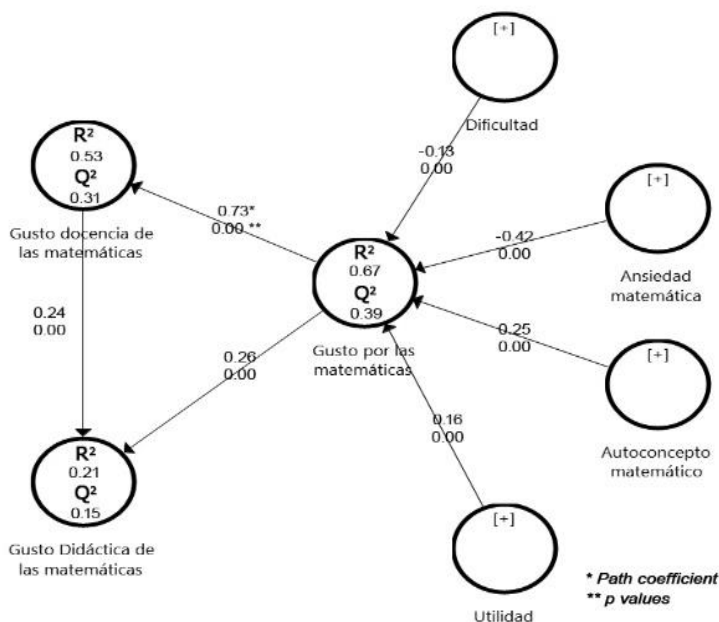 [+]
Dificultad
R²
0.53
Q²
0.31
Gusto docencia de
las matemáticas
-0.13
0.00
[+]
Ansiedad
matemática
0.73*
0.00 **
-0.42
0.00
R²
0.67
Q²
0.39
Gusto por las
matemáticas
0.24
0.00
0.25
0.00
[+]
Autoconcepto
matemático
0.26
0.00
0.16
0.00
R²
0.21
Q²
0.15
Gusto Didáctica de
las matemáticas
[+]
Utilidad
* Path coefficient
** p values